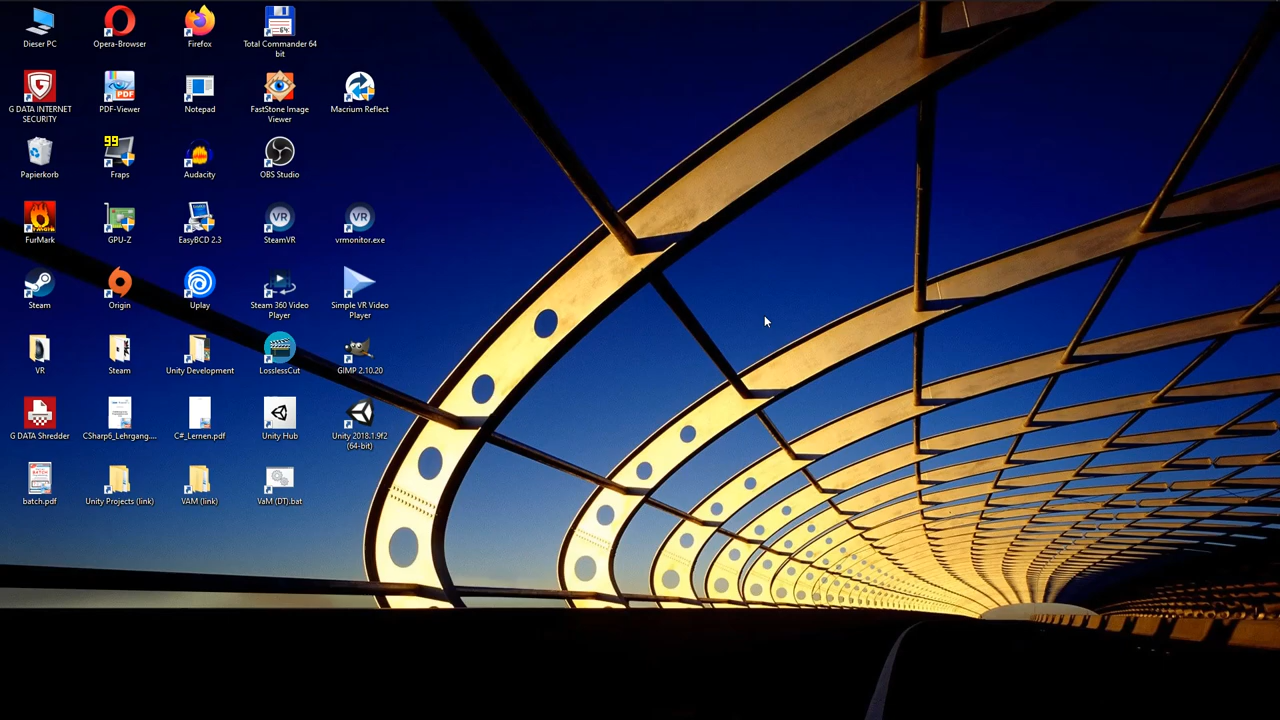 Dieser PC
Opera-Browser
Firefox
Total Commander 64
bit
G DATA INTERNET
SECURITY
PDF-Viewer
Notepad
FastStone Image
Viewer
Macrium Reflect
Papierkorb
Fraps
Audacity
OBS Studio
FurMark
GPU-Z
EasyBCD 2.3
SteamVR
vrmonitor.exe
Steam
Origin
Uplay
Steam 360 Video
Player
Simple VR Video
Player
VR
Steam
Unity Development
LosslessCut
GIMP 2.10.20
G DATA Shredder
CSharp6_Lehrgang....
C#_Lernen.pdf
Unity Hub
Unity 2018.1.9f2
(64-bit)
batch.pdf
Unity Projects (link)
VAM (link)
VaM (DT).bat